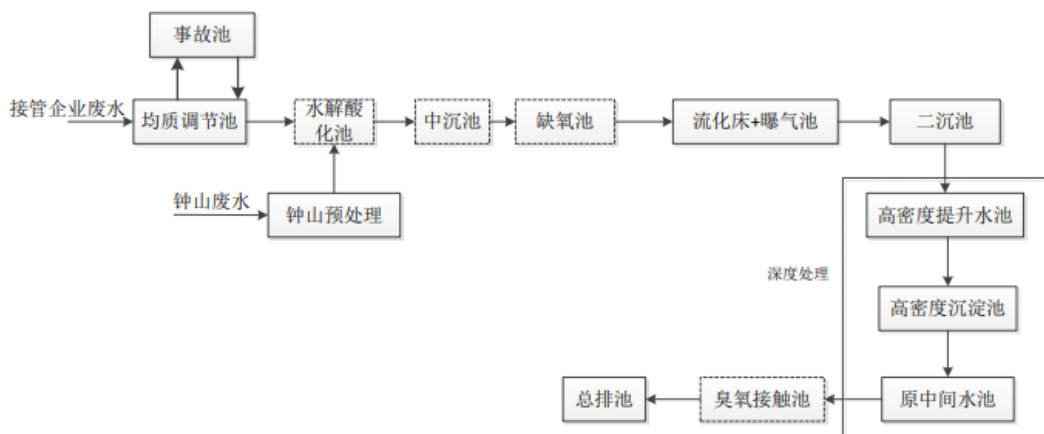 事故池
接管企业废水
均质调节池
水解酸
化池
中沉池
缺氧池
流化床+曝气池
二沉池
钟山废水
钟山预处理
高密度提升水池
深度处理
高密度沉淀池
总排池
臭氧接触池
原中间水池